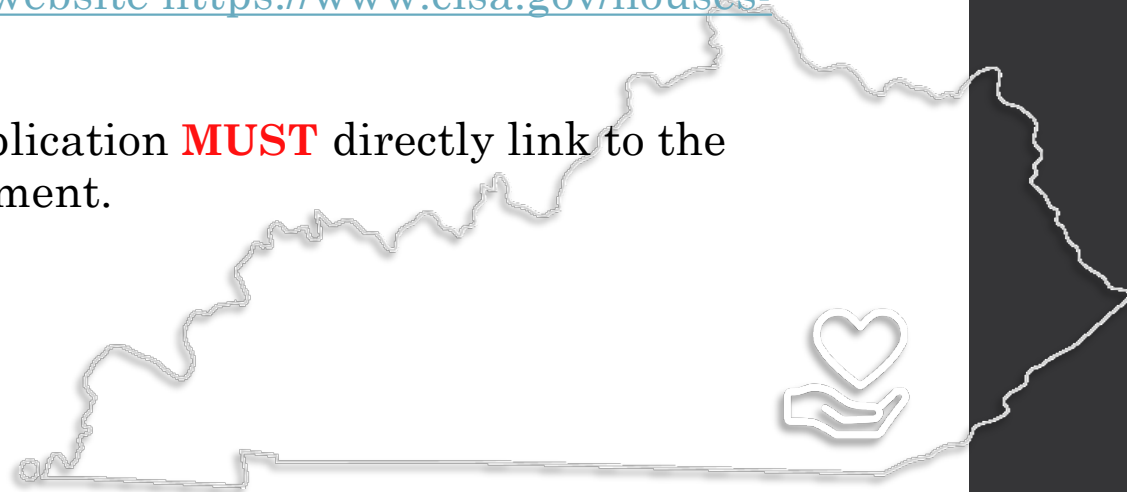 website https://www.cisa.gov/houses-
plication MUST directly link to the
ment.